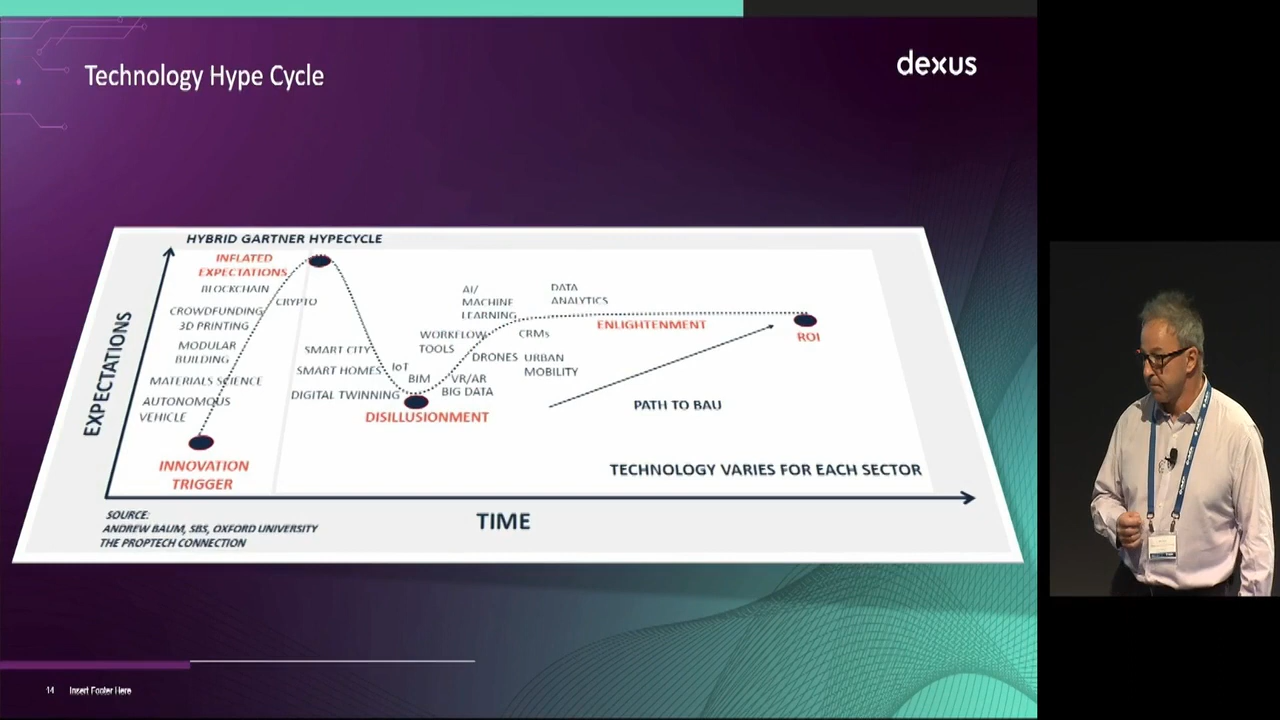 Technology Hype Cycle
dexus
HYBRID GARTNER HYPECYCLE
INFLATED
EXPECTATIONS
BLOCKCHAIN
CRYPTO
CROWDFUNDING
3D PRINTING
MODULAR
BUILDING
MATERIALS SCIENCE
AUTONOMOUS
VEHICLE
INNOVATION
TRIGGER
SMART CITY
SMART HOMES
DIGITAL TWINNING
IoT
BIM
DISILLUSIONMENT
WORKFLOW
TOOLS
VR/AR
BIG DATA
AI/
MACHINE
LEARNING
DRONES
CRMs
URBAN
MOBILITY
DATA
ANALYTICS
ENLIGHTENMENT
ROI
PATH TO BAU
TECHNOLOGY VARIES FOR EACH SECTOR
EXPECTATIONS
TIME
SOURCE:
ANDREW BAUM, SBS, OXFORD UNIVERSITY
THE PROPTECH CONNECTION
14 Insert Footer Here